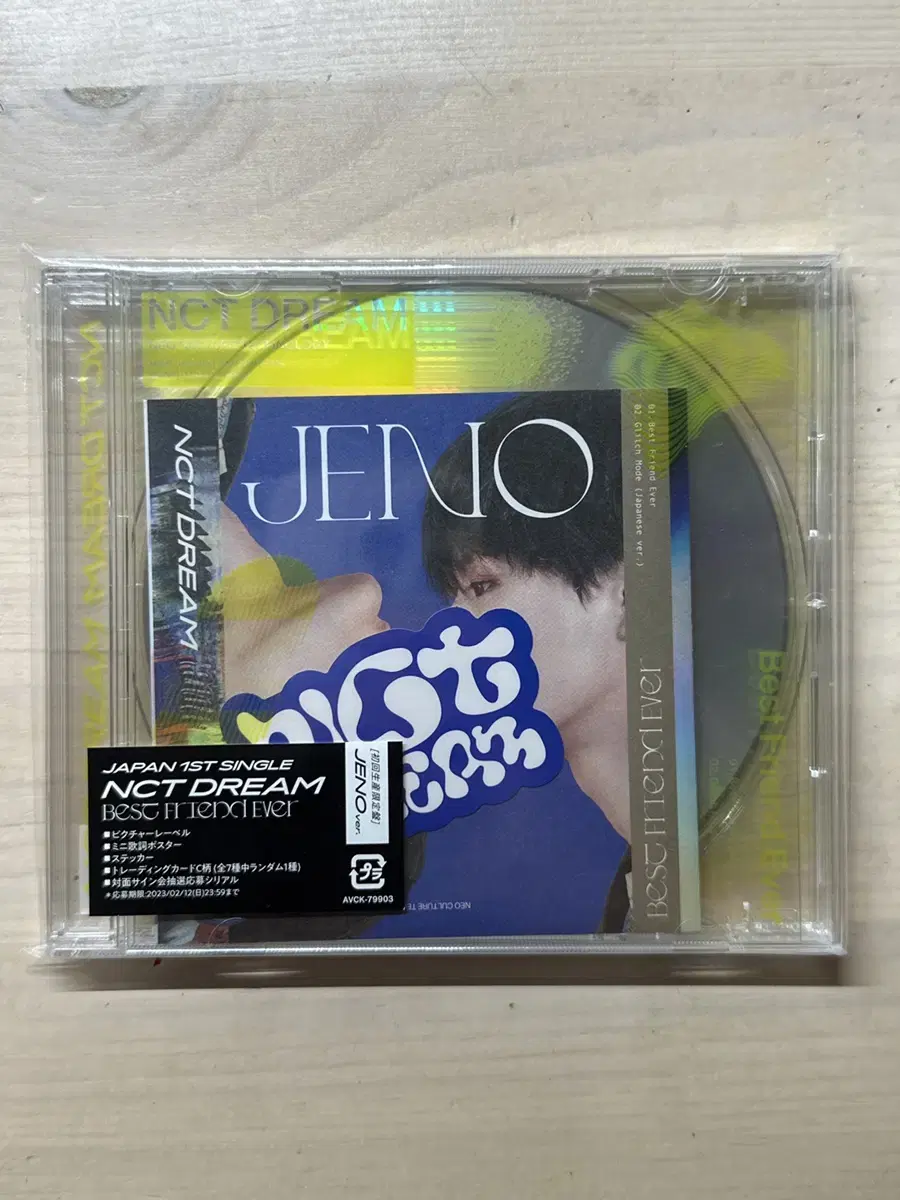 NCT DREAM
JENO
NCT DREAM
01 Best Friend Ever
02 Glitch Mode (Japanese ver.)
Best Friend Ever
Best Friend Ever
NCT
JAPAN 1ST SINGLE
NCT DREAM
Best Friend Ever
■ピクチャーレーベル
■ミニ歌詞ポスター
■ステッカー
■トレーディングカードC柄 (全7種中ランダム1種)
■対面サイン会抽選応募シリアル
*応募期限:2023/02/12(日)23:59まで
[初回生産限定盤]
JENO ver.
プラ
AVCK-79903
NEO CULTURE TE